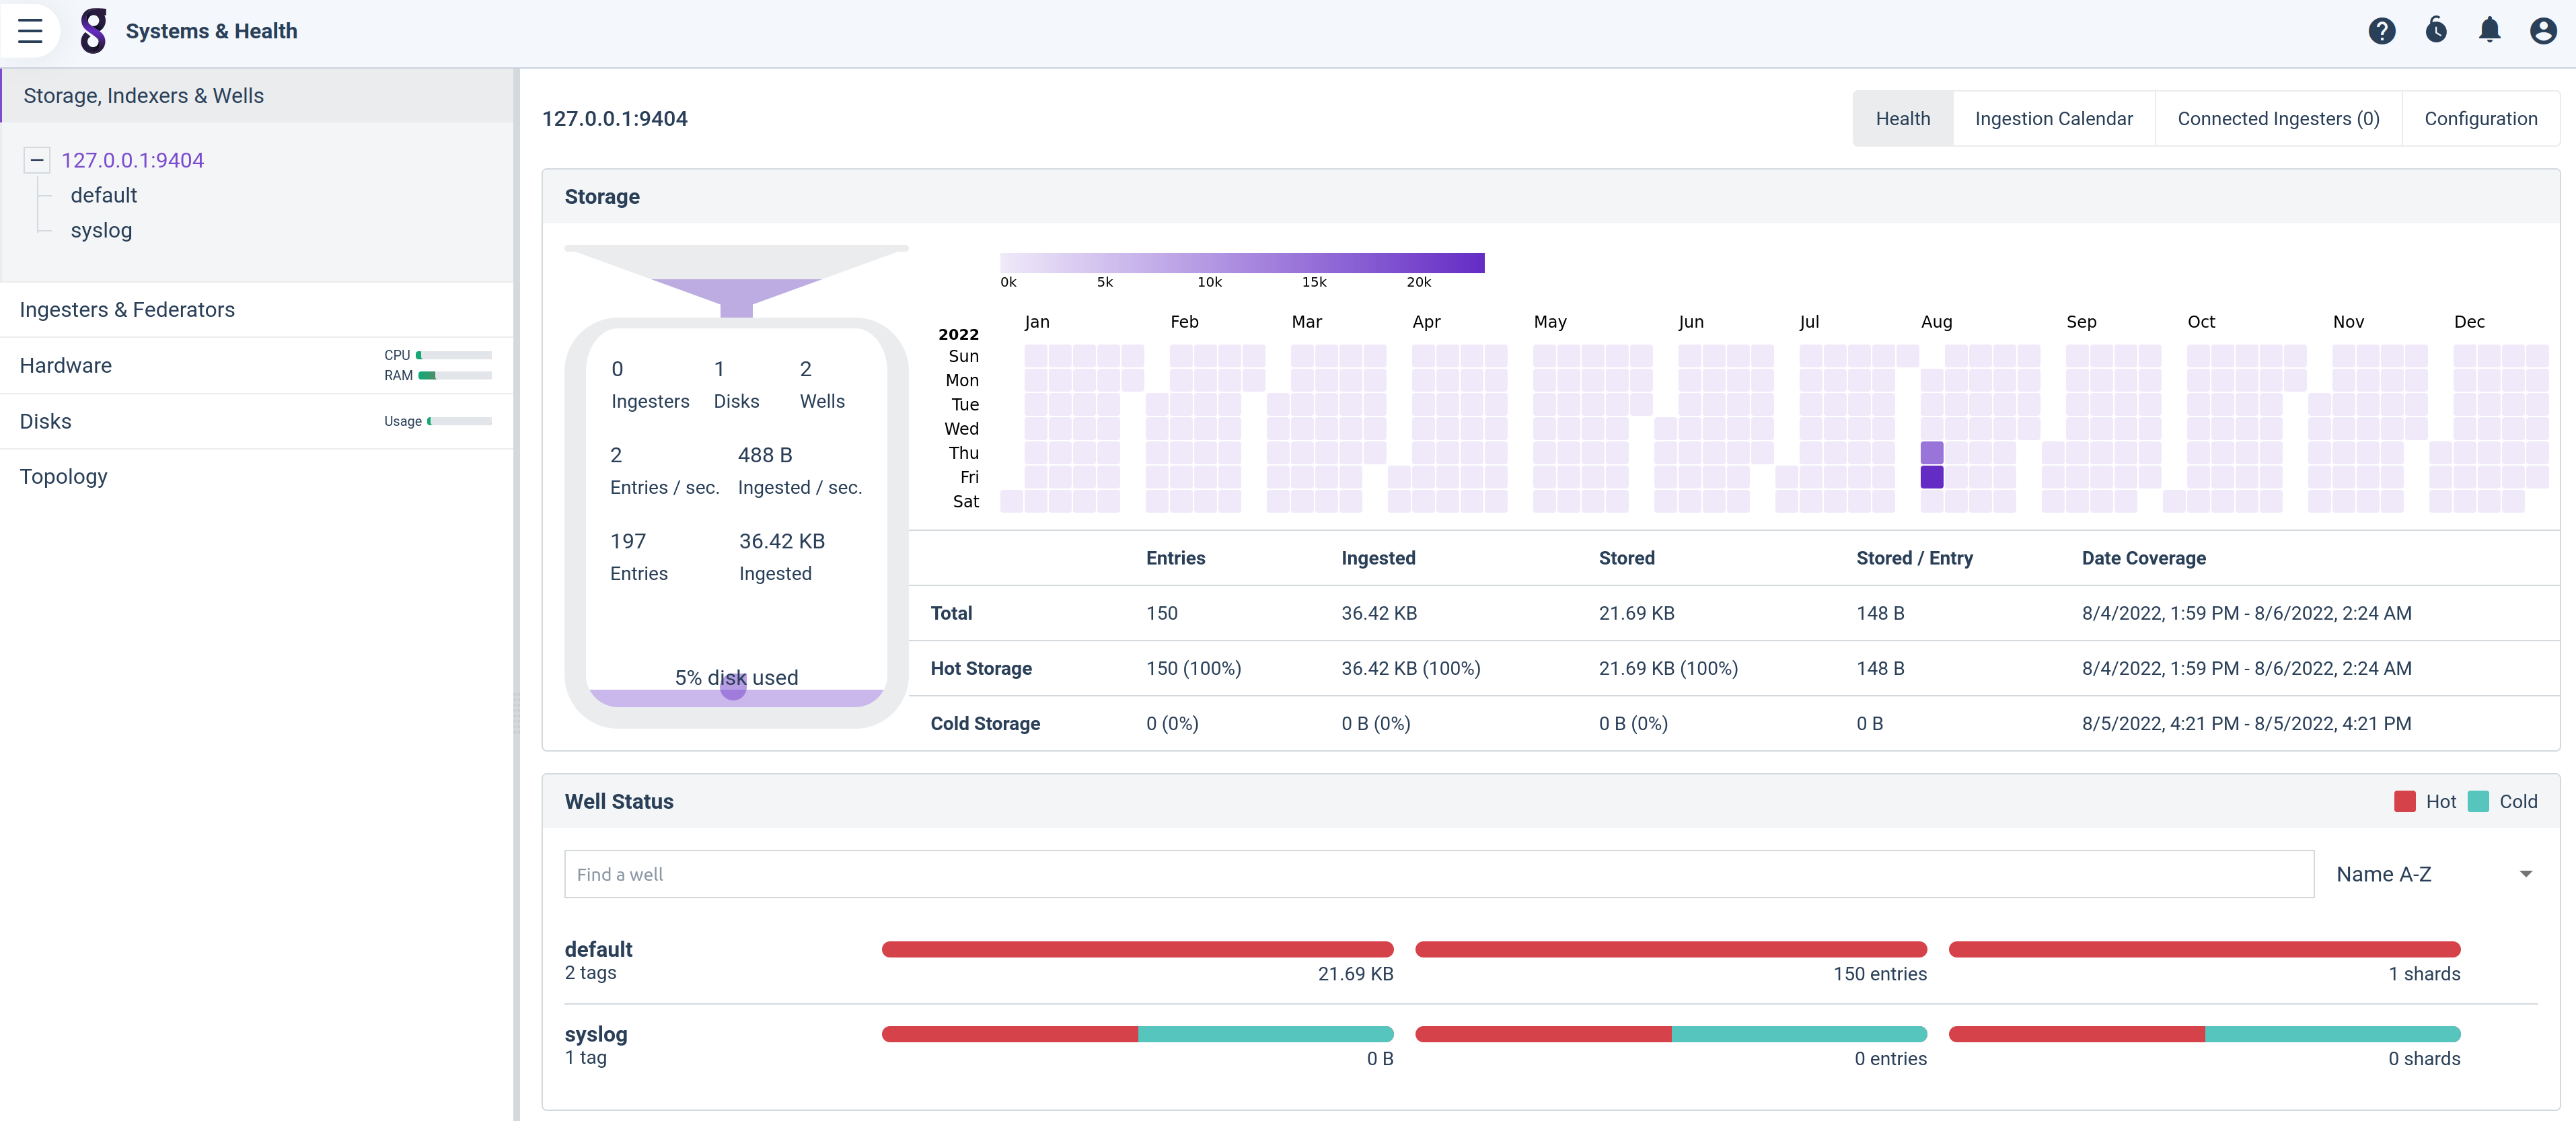 Systems & Health
Storage, Indexers & Wells
127.0.0.1:9404
default
syslog
Ingesters & Federators
Hardware
CPU
RAM
Disks
Usage
Topology
127.0.0.1:9404
Health
Ingestion Calendar
Connected Ingesters (0)
Configuration
Storage
0 1 2
Ingesters Disks Wells
2 488 B
Entries / sec. Ingested / sec.
197 36.42 KB
Entries Ingested
5% disk used
0k 5k 10k 15k 20k
Jan Feb Mar Apr May Jun Jul Aug Sep Oct Nov Dec
2022
Sun
Mon
Tue
Wed
Thu
Fri
Sat
Entries Ingested Stored Stored / Entry Date Coverage
Total 150 36.42 KB 21.69 KB 148 B 8/4/2022, 1:59 PM - 8/6/2022, 2:24 AM
Hot Storage 150 (100%) 36.42 KB (100%) 21.69 KB (100%) 148 B 8/4/2022, 1:59 PM - 8/6/2022, 2:24 AM
Cold Storage 0 (0%) 0 B (0%) 0 B (0%) 0 B 8/5/2022, 4:21 PM - 8/5/2022, 4:21 PM
Well Status
Hot Cold
Find a well
Name A-Z
default
2 tags 21.69 KB 150 entries 1 shards
syslog
1 tag 0 B 0 entries 0 shards